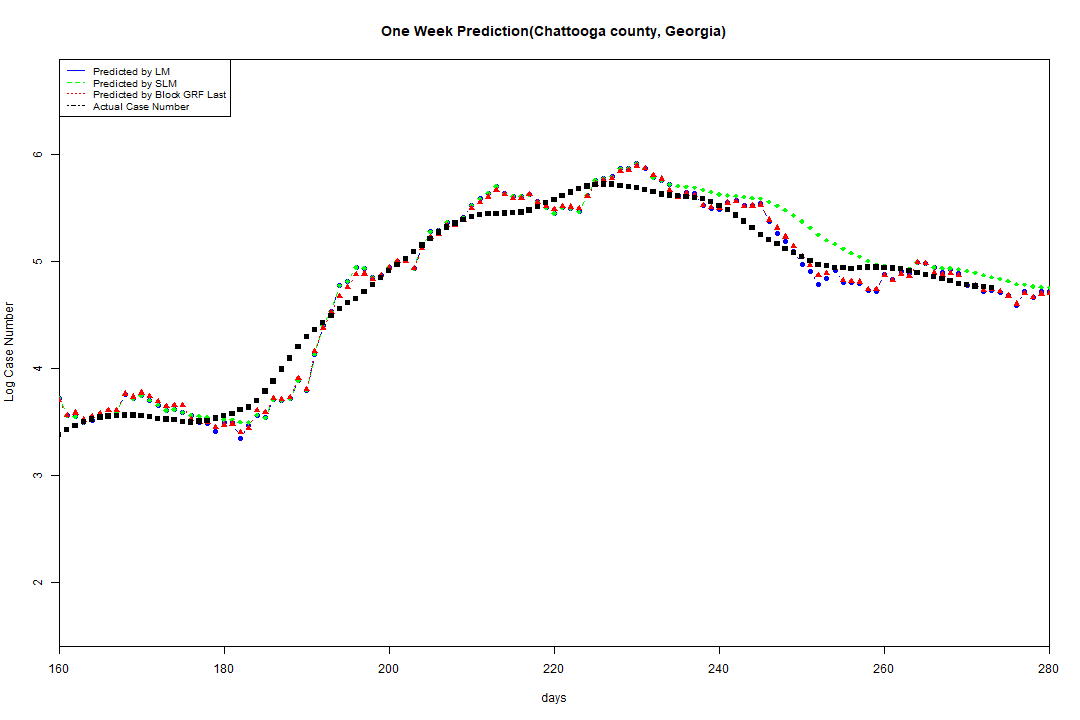 One Week Prediction(Chattooga county, Georgia)
Predicted by LM
Predicted by SLM
Predicted by Block GRF Last
Actual Case Number
6
5
4
3
2
Log Case Number
160 180 200 220 240 260 280
days